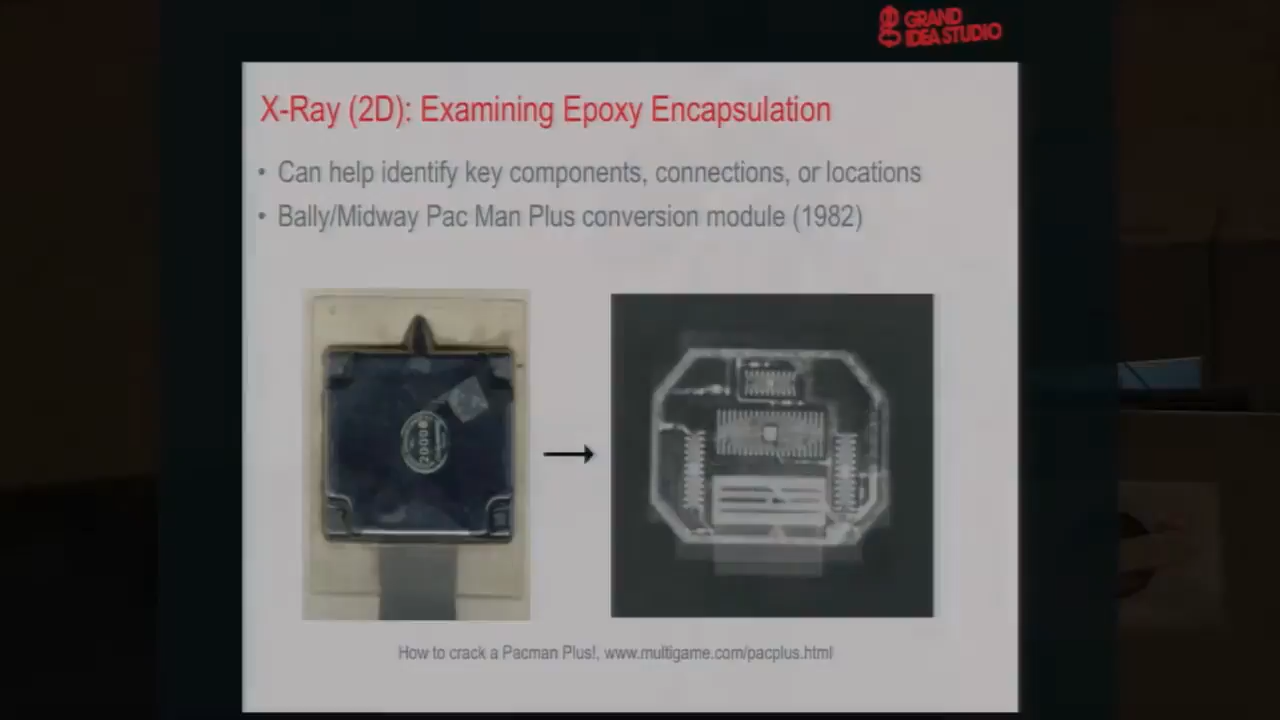 GRAND
IDEA STUDIO
X-Ray (2D): Examining Epoxy Encapsulation
• Can help identify key components, connections, or locations
• Bally/Midway Pac Man Plus conversion module (1982)
How to crack a Pacman Plus!, www.multigame.com/pacplus.html